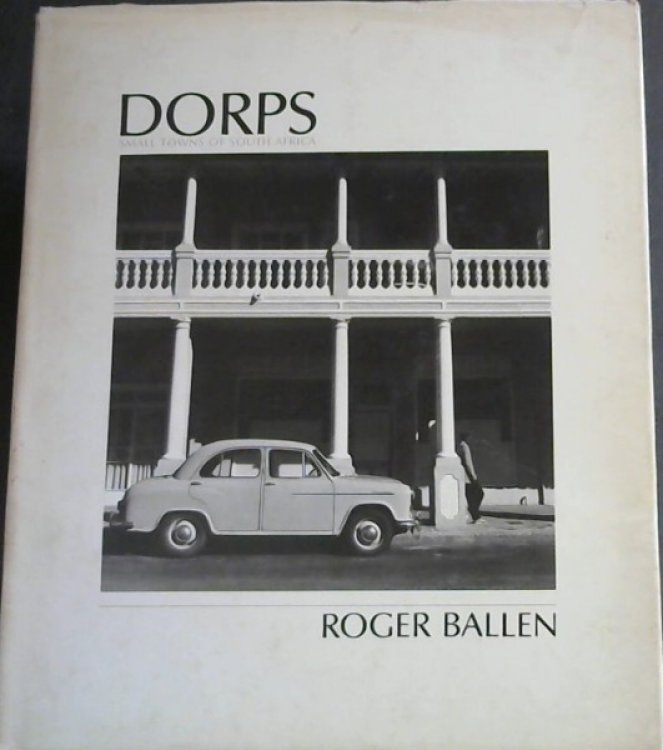 DORPS
SMALL TOWNS OF SOUTH AFRICA
ROGER BALLEN